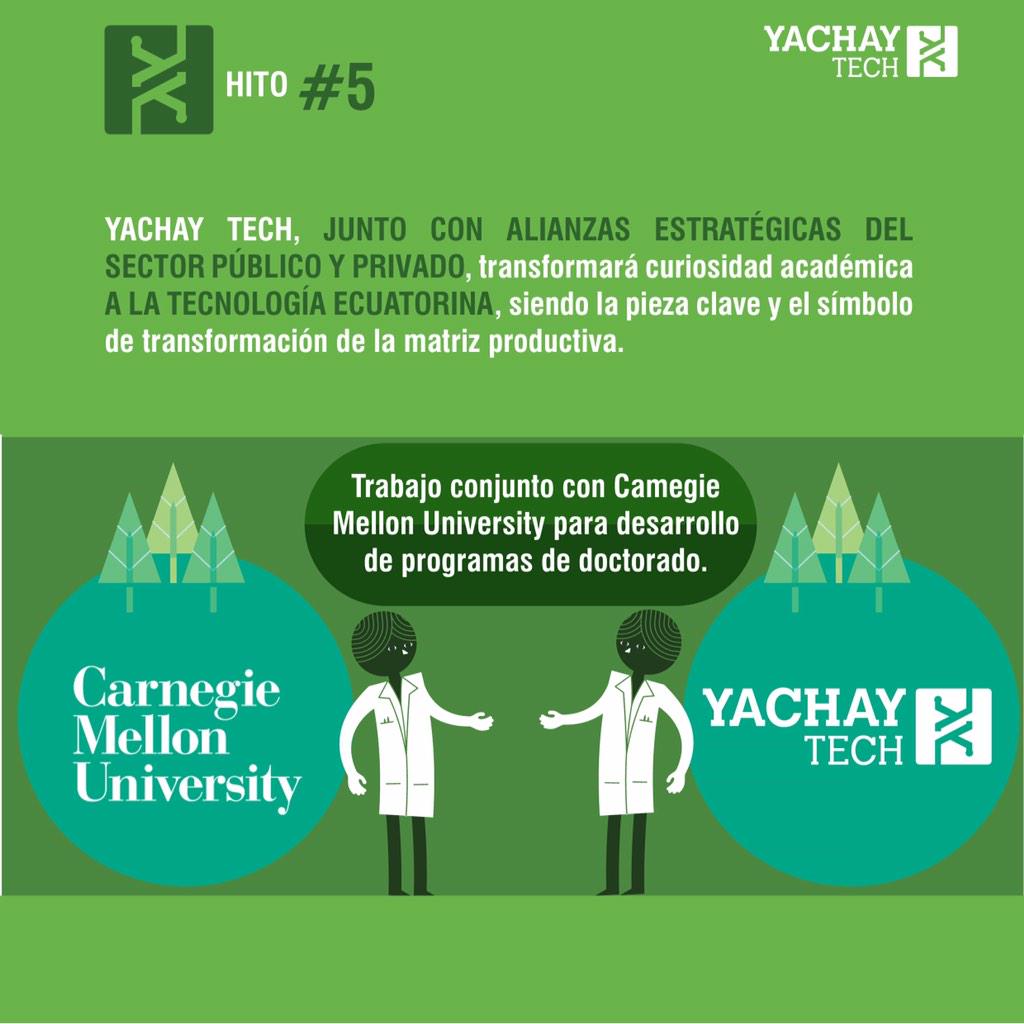 HITO #5
YACHAY
TECH
YACHAY TECH, JUNTO CON ALIANZAS ESTRATÉGICAS DEL
SECTOR PÚBLICO Y PRIVADO, transformará curiosidad académica
A LA TECNOLOGÍA ECUATORINA, siendo la pieza clave y el símbolo
de transformación de la matriz productiva.
Trabajo conjunto con Camegie
Mellon University para desarrollo
de programas de doctorado.
Carnegie
Mellon
University
YACHAY
TECH